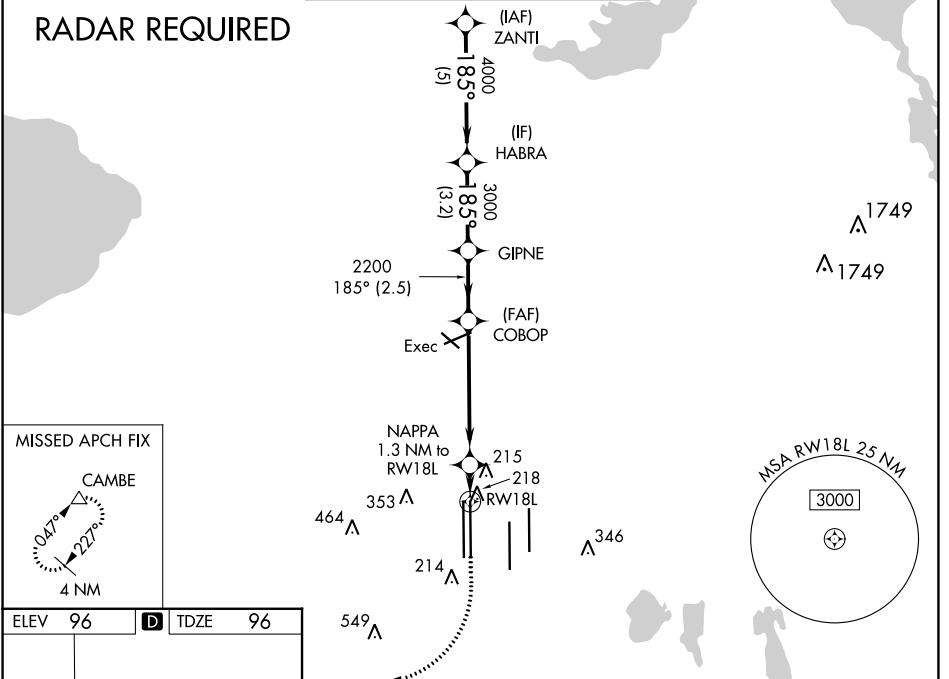 RADAR REQUIRED
(IAF)
ZANTI
4000
185°
(5)
(IF)
HABRA
3000
185°
(3.2)
1749
1749
GIPNE
2200
185° (2.5)
(FAF)
COBOP
Exec
NAPPA
1.3 NM to
RW18L
215
218
RW18L
353
464
346
214
549
MISSED APCH FIX
CAMBE
047°
227°
4 NM
MSA RW18L 25 NM
3000
ELEV 96 D TDZE 96